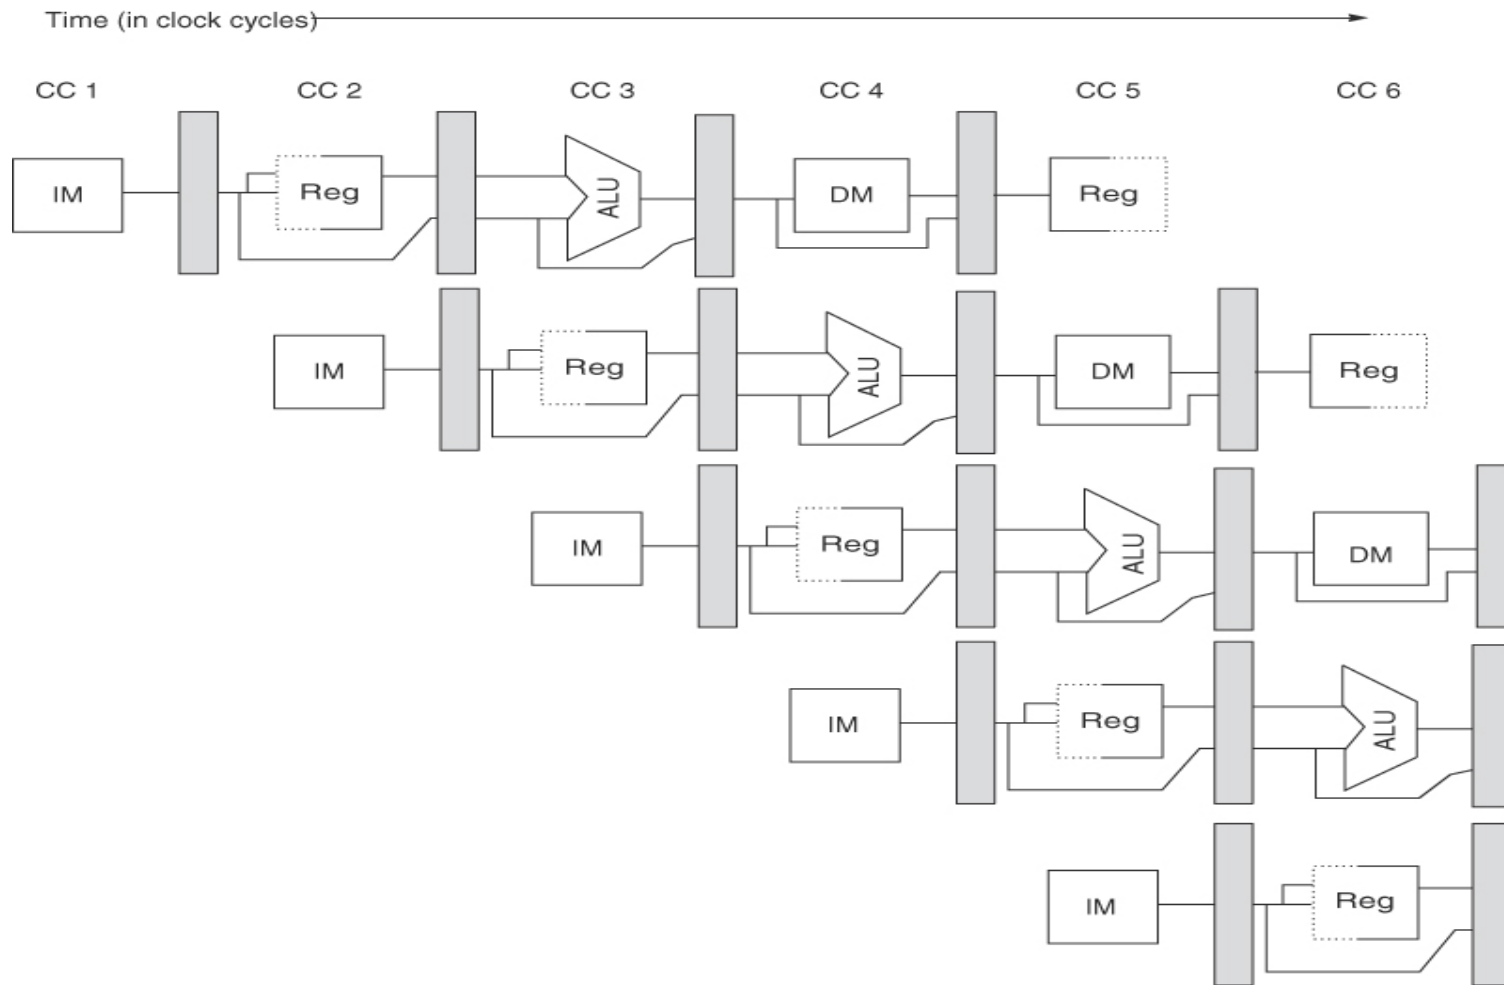 Time (in clock cycles)
CC 1 CC 2 CC 3 CC 4 CC 5 CC 6
IM Reg ALU DM Reg
IM Reg ALU DM Reg
IM Reg ALU DM
IM Reg ALU
IM Reg